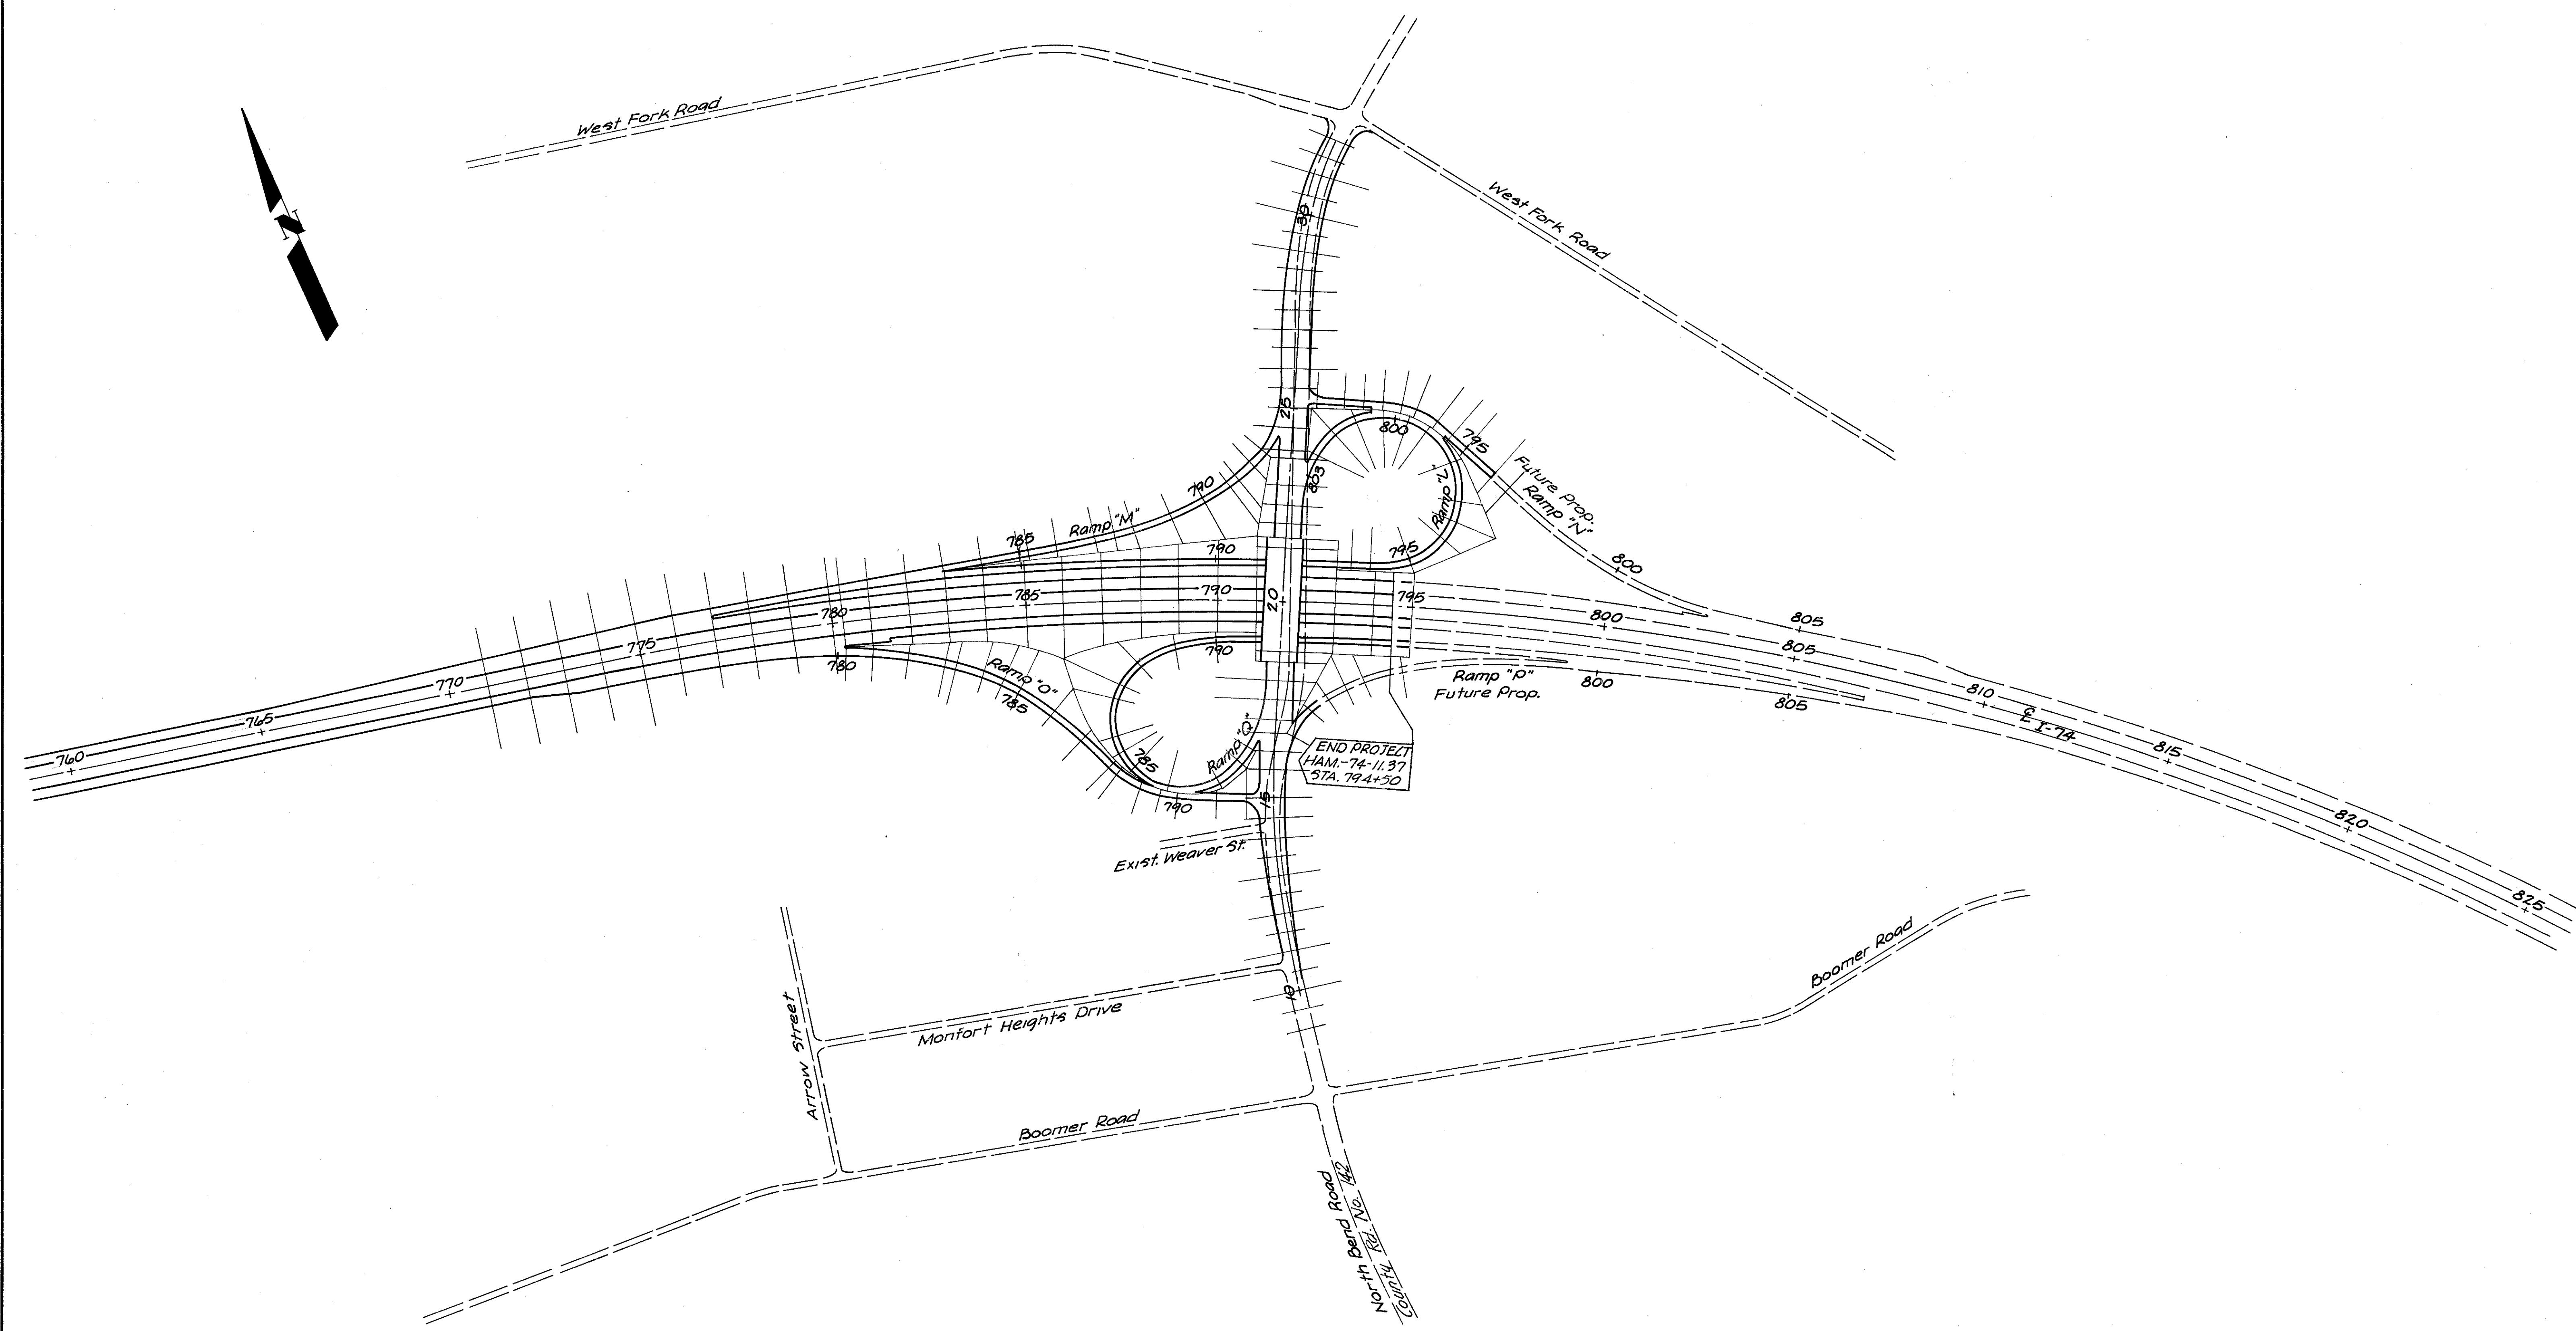 West Fork Road
N
West Fork Road
30
25
800
795
803
Ramp "L"
Future Prop.
Ramp "N"
790
Ramp "M"
785
790
795
800
780
785
790
20
795
800
805
775
780
805
770
790
Ramp "O"
785
Ramp "P"
Future Prop.
800
805
810
℄ I-74
765
760
815
785
Ramp "Q"
790
15
END PROJECT
HAM.-74-11.37
STA. 794+50
820
Exist. Weaver St.
825
Boomer Road
10
Monfort Heights Drive
Arrow Street
Boomer Road
North Bend Road
County Rd. No. 142